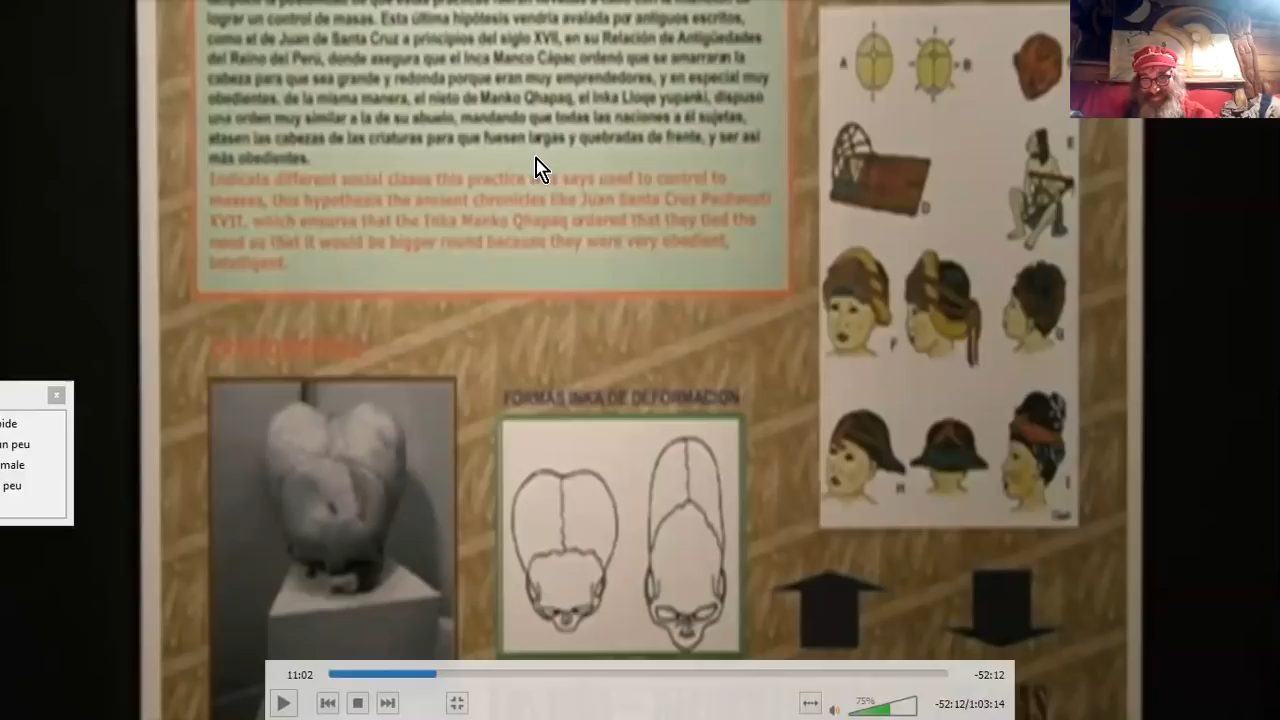 lograr un control de masas. Esta última hipótesis vendría avalada por antiguos escritos,
como el de Juan de Santa Cruz a principios del siglo XVII, en su Relación de Antigüedades
del Reino del Perú, donde asegura que el Inca Manco Cápac ordenó que se amarraran la
cabeza para que sea grande y redonda porque eran muy emprendedores, y en especial muy
obedientes. de la misma manera, el nieto de Manko Qhapaq, el Inka Lloqe yupanki, dispuso
una orden muy similar a la de su abuelo, mandando que todas las naciones a él sujetas,
atasen las cabezas de las criaturas para que fuesen largas y quebradas de frente, y ser así
más obedientes.
Indicate different social clases this practice says used to control to
masses, this hypothesis the ancient chronicles like Juan Santa Cruz Pachacuti
XVII, which ensures that the Inka Manko Qhapaq ordered that they tied the
head so that it would be bigger round because they were very obedient,
intelligent.
FORMAS INKA DE DEFORMACION
A
B
E
D
F
G
H
I
x
un peu
male
peu
11:02
-52:12
75%
-52:12/1:03:14